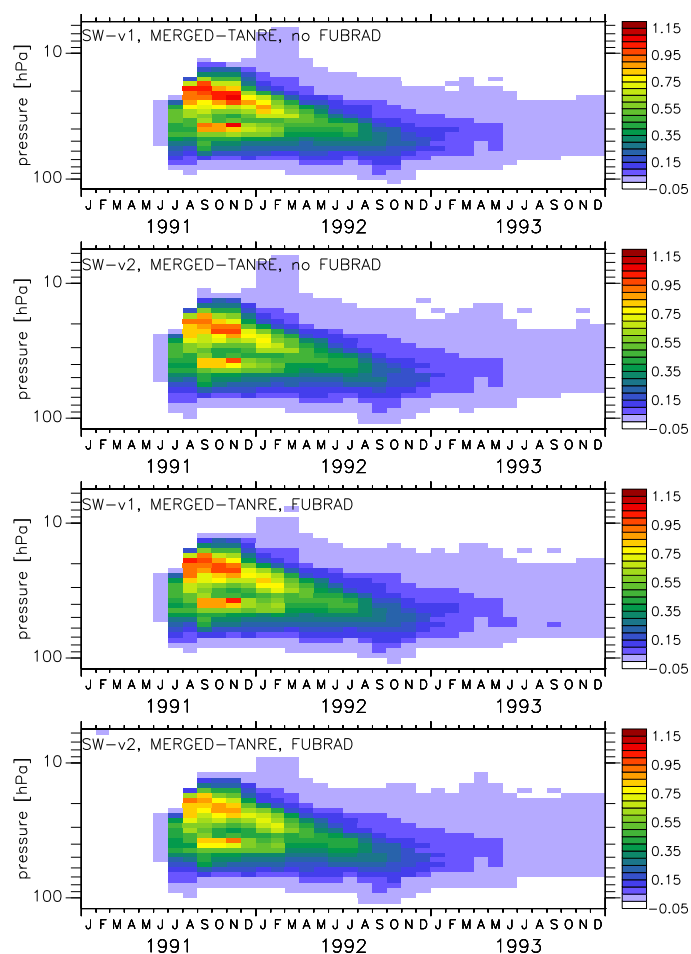 SW-v1, MERGED-TANRE, no FUBRAD
pressure [hPa]
10
100
1.15
0.95
0.75
0.55
0.35
0.15
-0.05
J F M A M J J A S O N D J F M A M J J A S O N D J F M A M J J A S O N D
1991 1992 1993
SW-v2, MERGED-TANRE, no FUBRAD
pressure [hPa]
10
100
1.15
0.95
0.75
0.55
0.35
0.15
-0.05
J F M A M J J A S O N D J F M A M J J A S O N D J F M A M J J A S O N D
1991 1992 1993
SW-v1, MERGED-TANRE, FUBRAD
pressure [hPa]
10
100
1.15
0.95
0.75
0.55
0.35
0.15
-0.05
J F M A M J J A S O N D J F M A M J J A S O N D J F M A M J J A S O N D
1991 1992 1993
SW-v2, MERGED-TANRE, FUBRAD
pressure [hPa]
10
100
1.15
0.95
0.75
0.55
0.35
0.15
-0.05
J F M A M J J A S O N D J F M A M J J A S O N D J F M A M J J A S O N D
1991 1992 1993